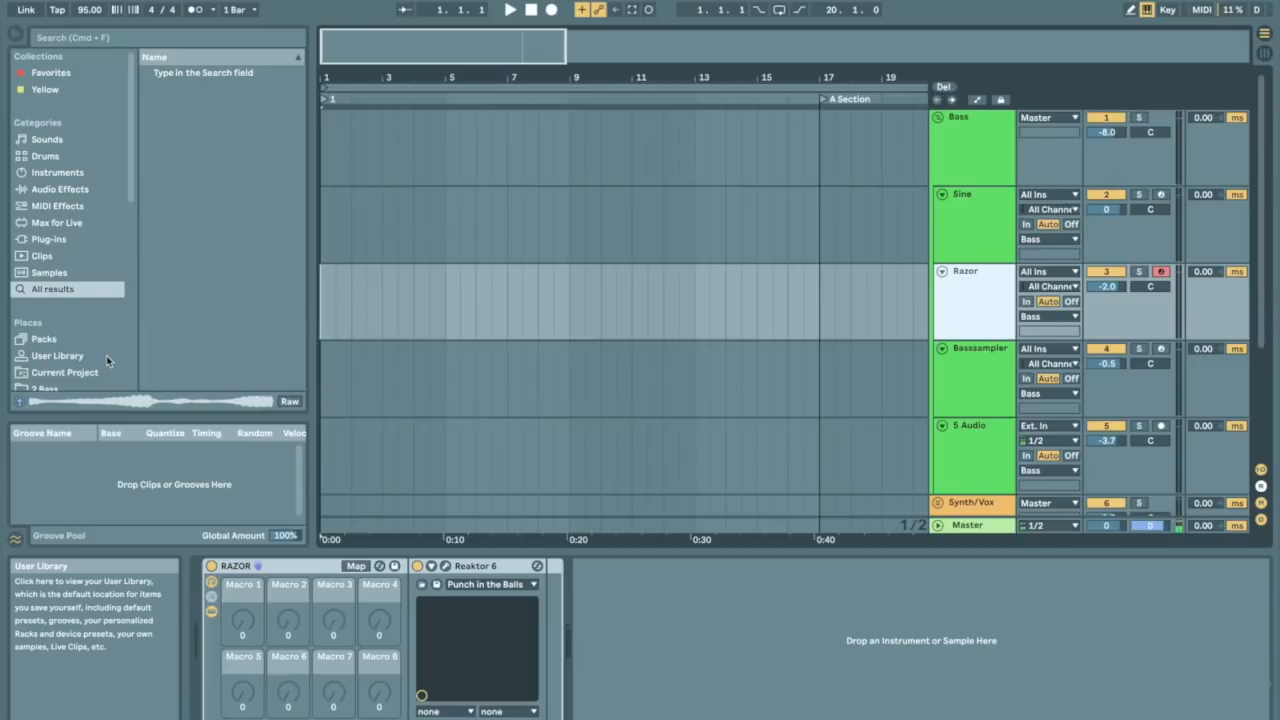 Link Tap 95.00 4 / 4 1 Bar 1. 1. 1 1. 1. 1 20. 1. 0 Key MIDI 11 % D
Search (Cmd + F)
Collections
Favorites
Yellow
Categories
Sounds
Drums
Instruments
Audio Effects
MIDI Effects
Max for Live
Plug-ins
Clips
Samples
All results
Places
Packs
User Library
Current Project
2 Bass
Name
Type in the Search field
Raw
Groove Name Base Quantize Timing Random Veloc
Drop Clips or Grooves Here
Groove Pool Global Amount 100%
1 3 5 7 9 11 13 15 17 19
1 A Section
Del
Bass Master 1 S 0.00 ms
-8.0 C
Sine All Ins 2 S 0.00 ms
All Channe 0 C
In Auto Off
Bass
Razor All Ins 3 S 0.00 ms
All Channe -2.0 C
In Auto Off
Bass
Basssampler All Ins 4 S 0.00 ms
All Channe -0.5 C
In Auto Off
Bass
5 Audio Ext. In 5 S 0.00 ms
1/2 -3.7 C
In Auto Off
Bass
Synth/Vox Master 6 S 0.00 ms
1/2
Master 1/2 0 0 0.00 ms
0:00 0:10 0:20 0:30 0:40
User Library
Click here to view your User Library,
which is the default location for items
you save yourself, including default
presets, grooves, your personalized
Racks and device presets, your own
samples, Live Clips, etc.
RAZOR Map
Macro 1 Macro 2 Macro 3 Macro 4
0 0 0 0
Macro 5 Macro 6 Macro 7 Macro 8
0 0 0 0
Reaktor 6
Punch in the Balls
none none
Drop an Instrument or Sample Here